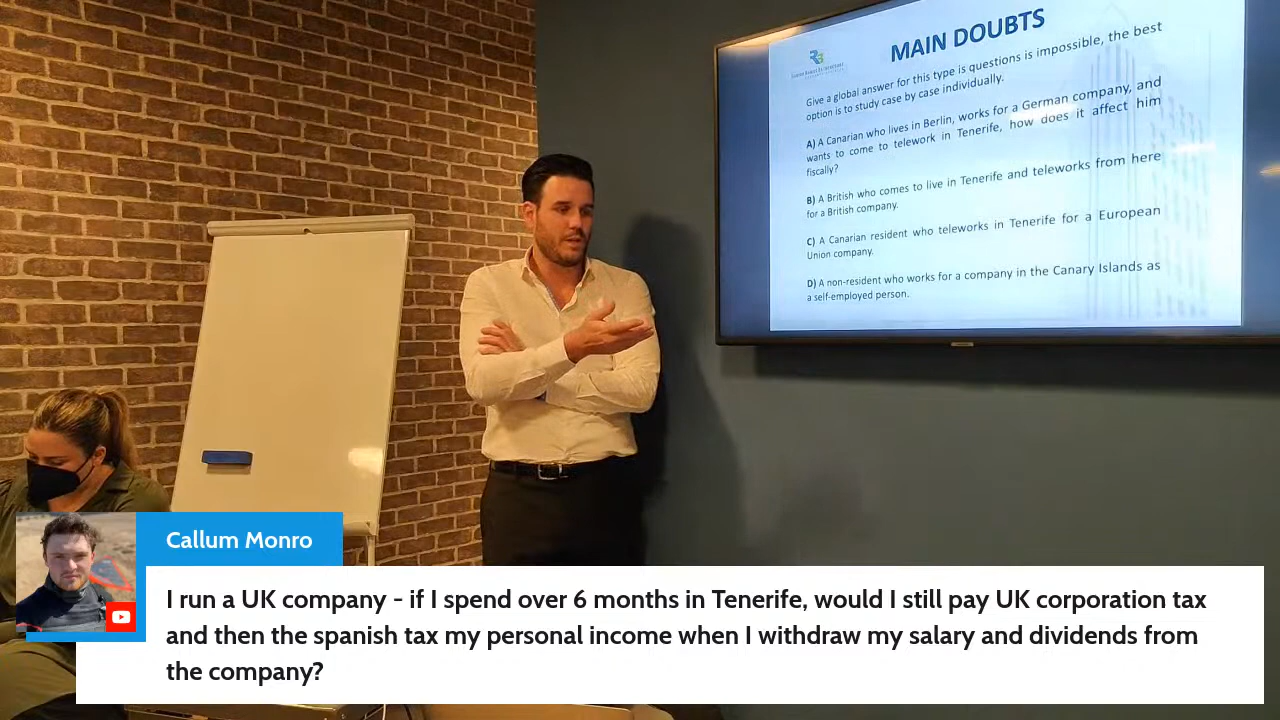 MAIN DOUBTS
Give a global answer for this type is questions is impossible, the best
option is to study case by case individually.
A) A Canarian who lives in Berlin, works for a German company, and
wants to come to telework in Tenerife, how does it affect him
fiscally?
B) A British who comes to live in Tenerife and teleworks from here
for a British company.
C) A Canarian resident who teleworks in Tenerife for a European
Union company.
D) A non-resident who works for a company in the Canary Islands as
a self-employed person.
Callum Monro
I run a UK company - if I spend over 6 months in Tenerife, would I still pay UK corporation tax
and then the spanish tax my personal income when I withdraw my salary and dividends from
the company?